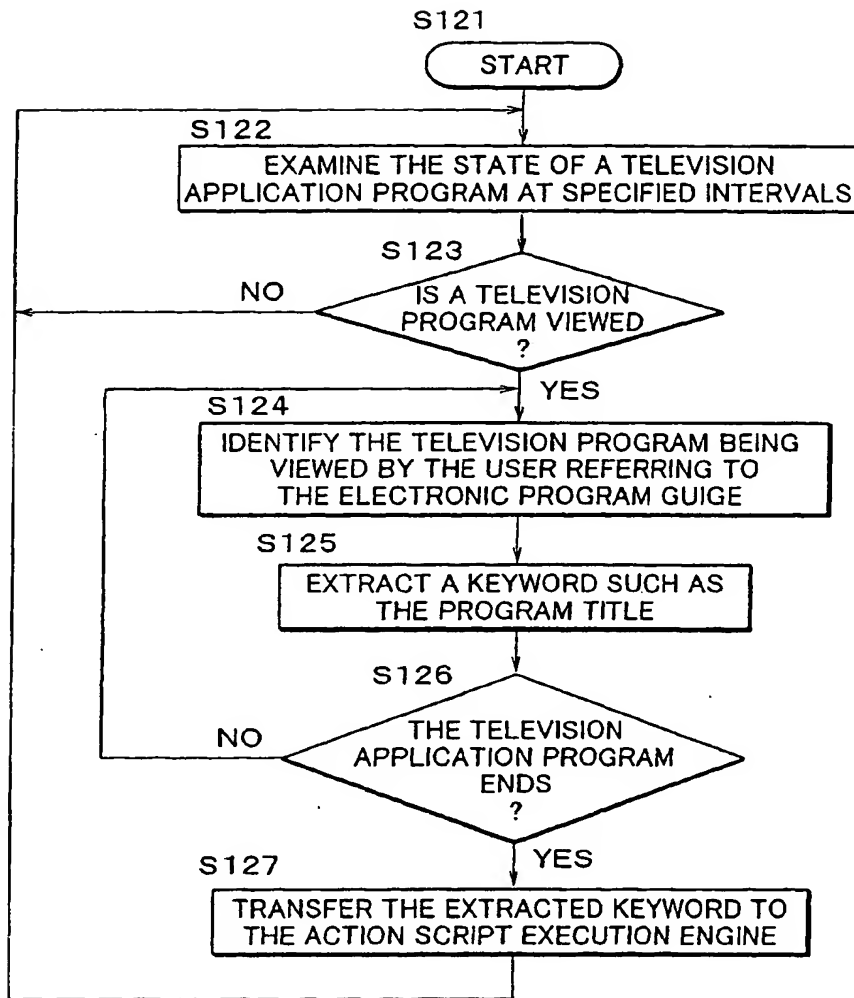 S121
START
S122
EXAMINE THE STATE OF A TELEVISION
APPLICATION PROGRAM AT SPECIFIED INTERVALS
S123
NO
IS A TELEVISION
PROGRAM VIEWED
?
YES
S124
IDENTIFY THE TELEVISION PROGRAM BEING
VIEWED BY THE USER REFERRING TO
THE ELECTRONIC PROGRAM GUIGE
S125
EXTRACT A KEYWORD SUCH AS
THE PROGRAM TITLE
S126
NO
THE TELEVISION
APPLICATION PROGRAM
ENDS
?
YES
S127
TRANSFER THE EXTRACTED KEYWORD TO
THE ACTION SCRIPT EXECUTION ENGINE